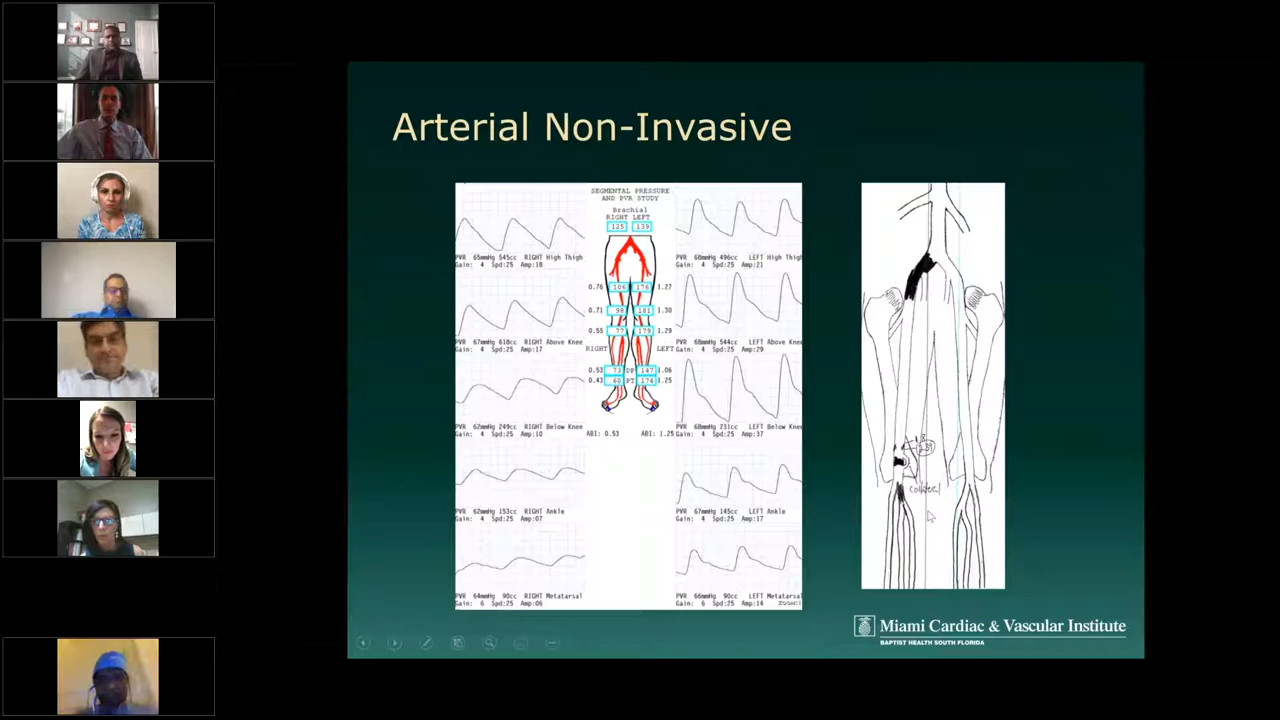 Arterial Non-Invasive
SEGMENTAL PRESSURE
AND PVR STUDY
Brachial
RIGHT LEFT
125 139
PVR 65mmHg 545cc RIGHT High Thigh
Gain: 4 Spd:25 Amp:18
PVR 68mmHg 496cc LEFT High Thig
Gain: 4 Spd:25 Amp:21
0.76 106 176 1.27
0.71 98 181 1.30
0.55 77 179 1.29
PVR 67mmHg 618cc RIGHT Above Knee
Gain: 4 Spd:25 Amp:17
RIGHT LEFT
PVR 68mmHg 544cc LEFT Above Knee
Gain: 4 Spd:25 Amp:29
0.53 73 DP 147 1.06
0.43 60 PT 174 1.25
PVR 62mmHg 249cc RIGHT Below Knee
Gain: 4 Spd:25 Amp:10
ABI: 0.53 ABI: 1.25
PVR 68mmHg 231cc LEFT Below Knee
Gain: 4 Spd:25 Amp:37
PVR 62mmHg 153cc RIGHT Ankle
Gain: 4 Spd:25 Amp:07
PVR 67mmHg 145cc LEFT Ankle
Gain: 4 Spd:25 Amp:17
PVR 64mmHg 90cc RIGHT Metatarsal
Gain: 6 Spd:25 Amp:06
PVR 66mmHg 90cc LEFT Metatarsa
Gain: 6 Spd:25 Amp:14
collateral
Miami Cardiac & Vascular Institute
BAPTIST HEALTH SOUTH FLORIDA